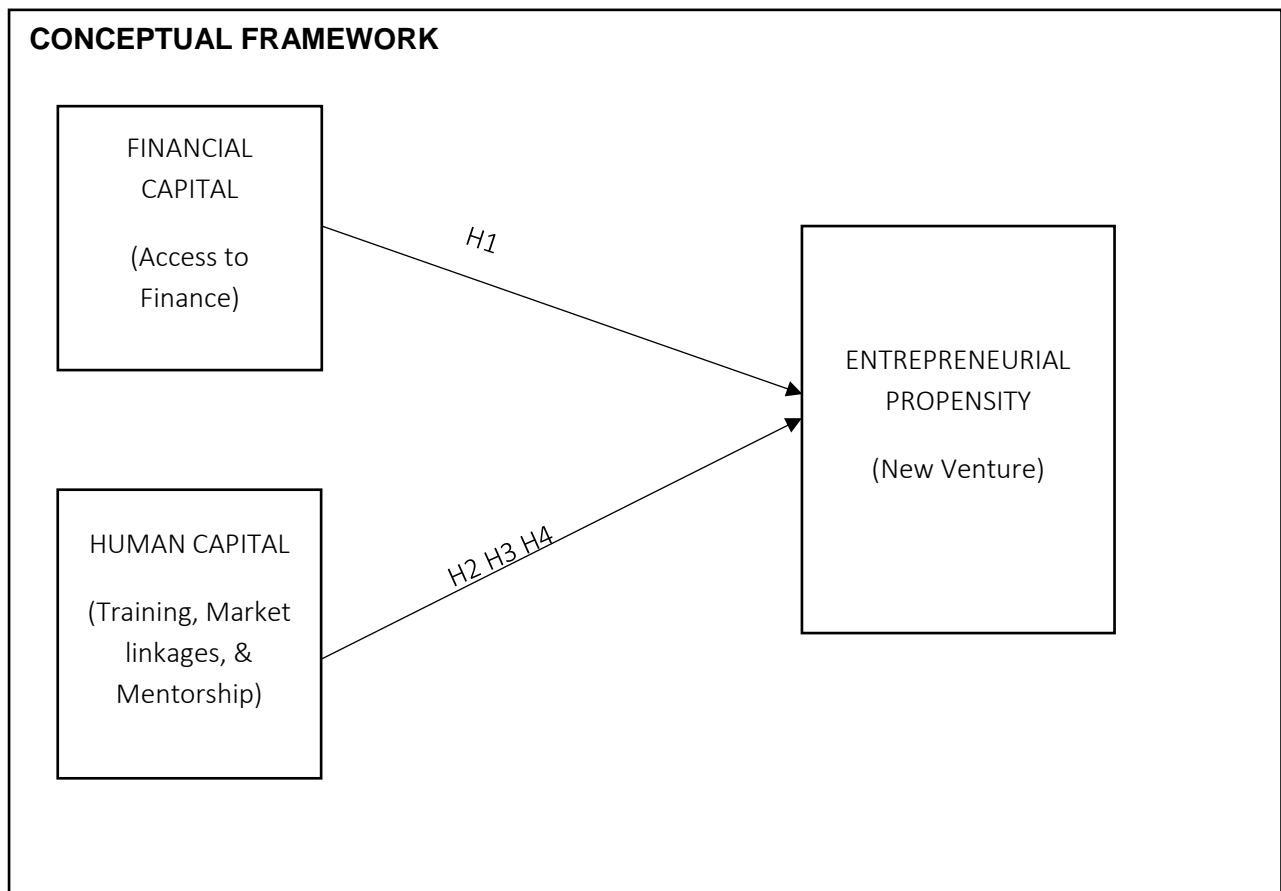 CONCEPTUAL FRAMEWORK
FINANCIAL
CAPITAL
(Access to
Finance)
H1
ENTREPRENEURIAL
PROPENSITY
(New Venture)
HUMAN CAPITAL
(Training, Market
linkages, &
Mentorship)
H2 H3 H4